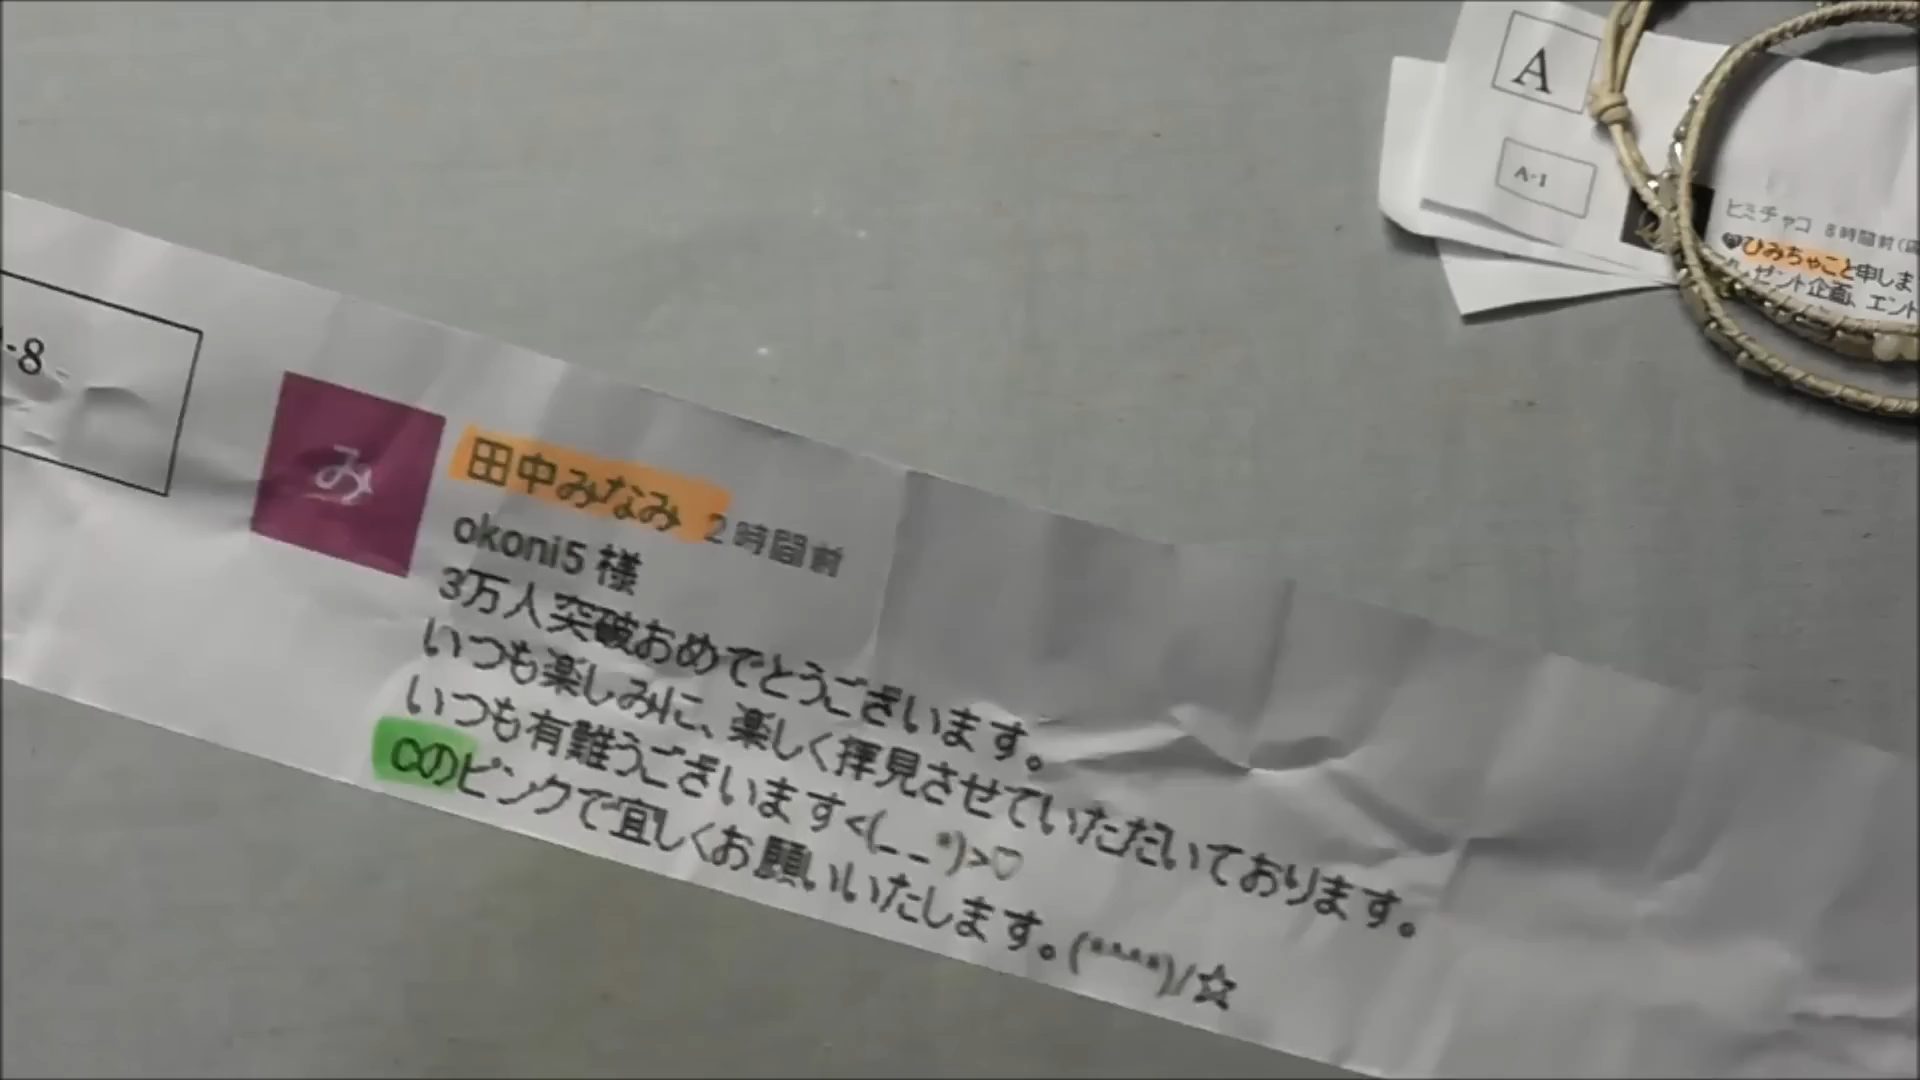 A
A-1
ヒミチャコ 8時間前
ひみちゃこと申しま
ゼント企画、エント
-8
み
田中みなみ 2時間前
okoni5 様
3万人突破おめでとうございます。
いつも楽しみに、楽しく拝見させていただいております。
いつも有難うございます<(_ _*)>♡
Cのピンクで宜しくお願いいたします。(*^^*)/☆